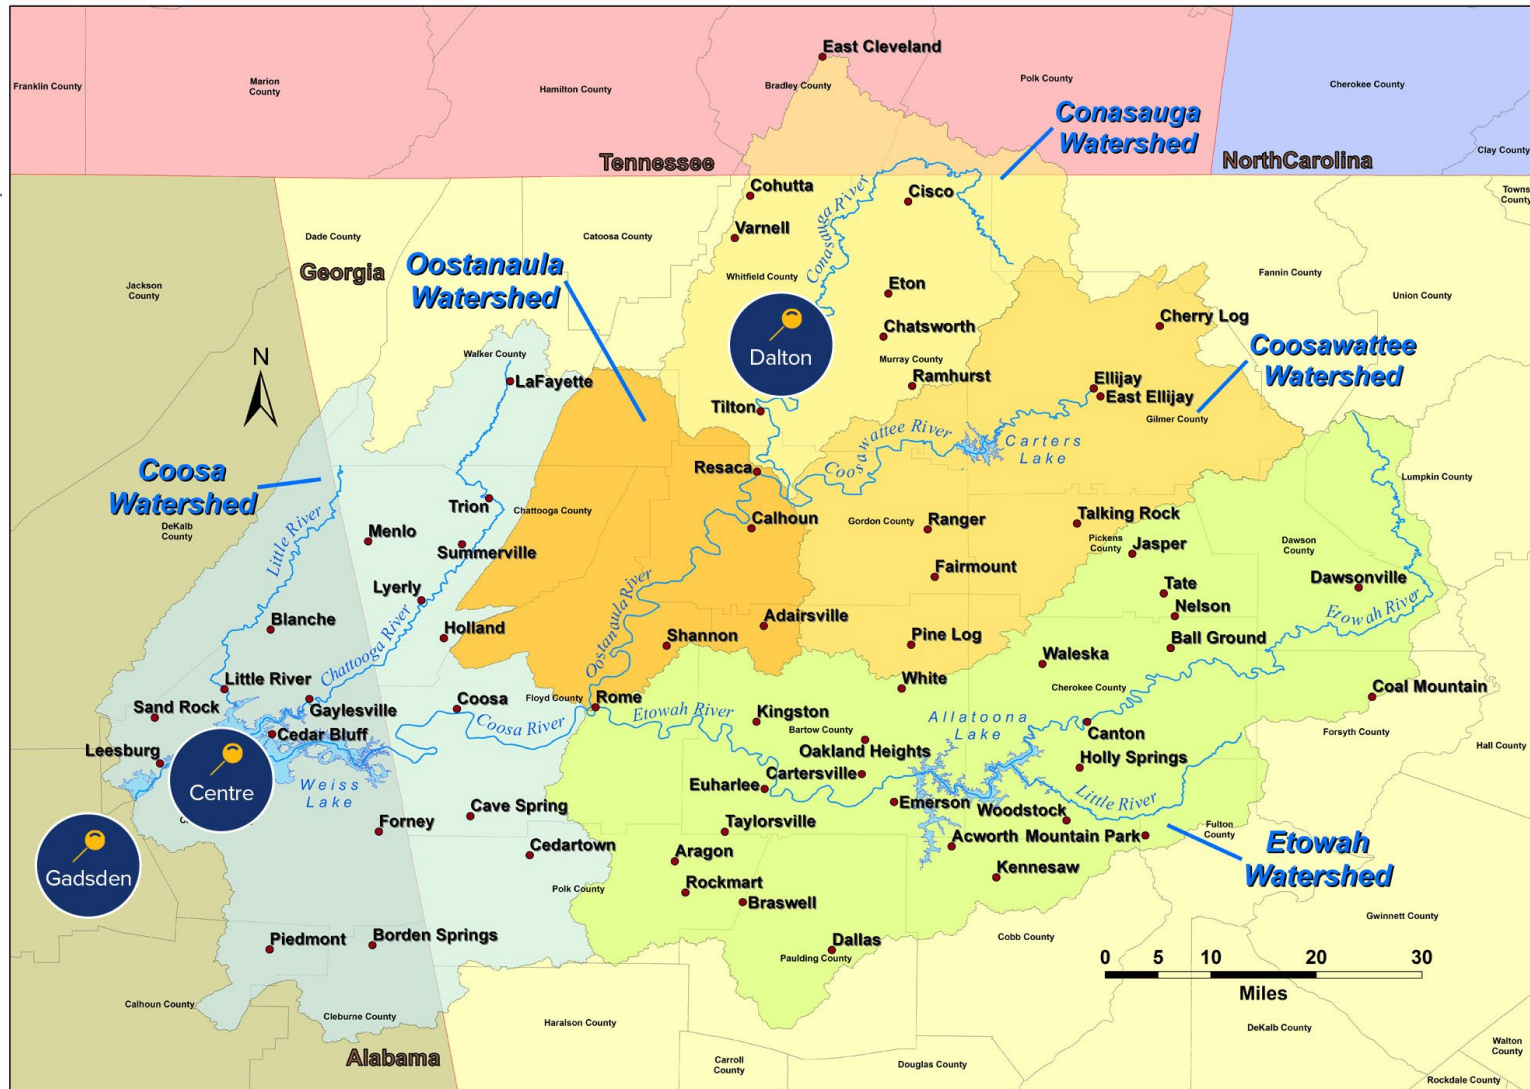 East Cleveland
Franklin County
Marion
County
Hamilton County
Bradley County
Polk County
Cherokee County
Conasauga
Watershed
Tennessee
NorthCarolina
Clay County
Cohutta
Cisco
Towns
County
Varnell
Conasauga River
Dade County
Catoosa County
Georgia
Oostanaula
Watershed
Jackson
County
Whitfield County
Eton
Fannin County
Union County
Cherry Log
Chatsworth
Dalton
Murray County
Coosawattee
Watershed
N
Walker County
LaFayette
Ramhurst
Ellijay
East Ellijay
Gilmer County
Tilton
Coosawattee River
Carters
Lake
Coosa
Watershed
Resaca
Lumpkin County
DeKalb
County
Little River
Trion
Chattooga County
Calhoun
Gordon County
Ranger
Talking Rock
Pickens
County
Jasper
Dawson
County
Menlo
Summerville
Fairmount
Dawsonville
Lyerly
Oostanaula River
Tate
Nelson
Etowah River
Blanche
Chattooga River
Holland
Adairsville
Shannon
Pine Log
Ball Ground
Waleska
Little River
Gaylesville
Sand Rock
Coosa
Floyd County
Rome
White
Cherokee County
Coal Mountain
Coosa River
Etowah River
Kingston
Bartow County
Allatoona
Lake
Canton
Forsyth County
Hall County
Cedar Bluff
Leesburg
Oakland Heights
Cartersville
Holly Springs
Weiss
Lake
Centre
Euharlee
Emerson
Woodstock
Little River
Cave Spring
Forney
Taylorsville
Acworth
Mountain Park
Fulton
County
Etowah
Watershed
Gadsden
Cedartown
Aragon
Kennesaw
Polk County
Rockmart
Braswell
Gwinnett County
Piedmont
Borden Springs
Dallas
Paulding County
Cobb County
0 5 10 20 30
Miles
Calhoun County
Cleburne County
Haralson County
DeKalb County
Alabama
Carroll
County
Douglas County
Walton
County
Rockdale County